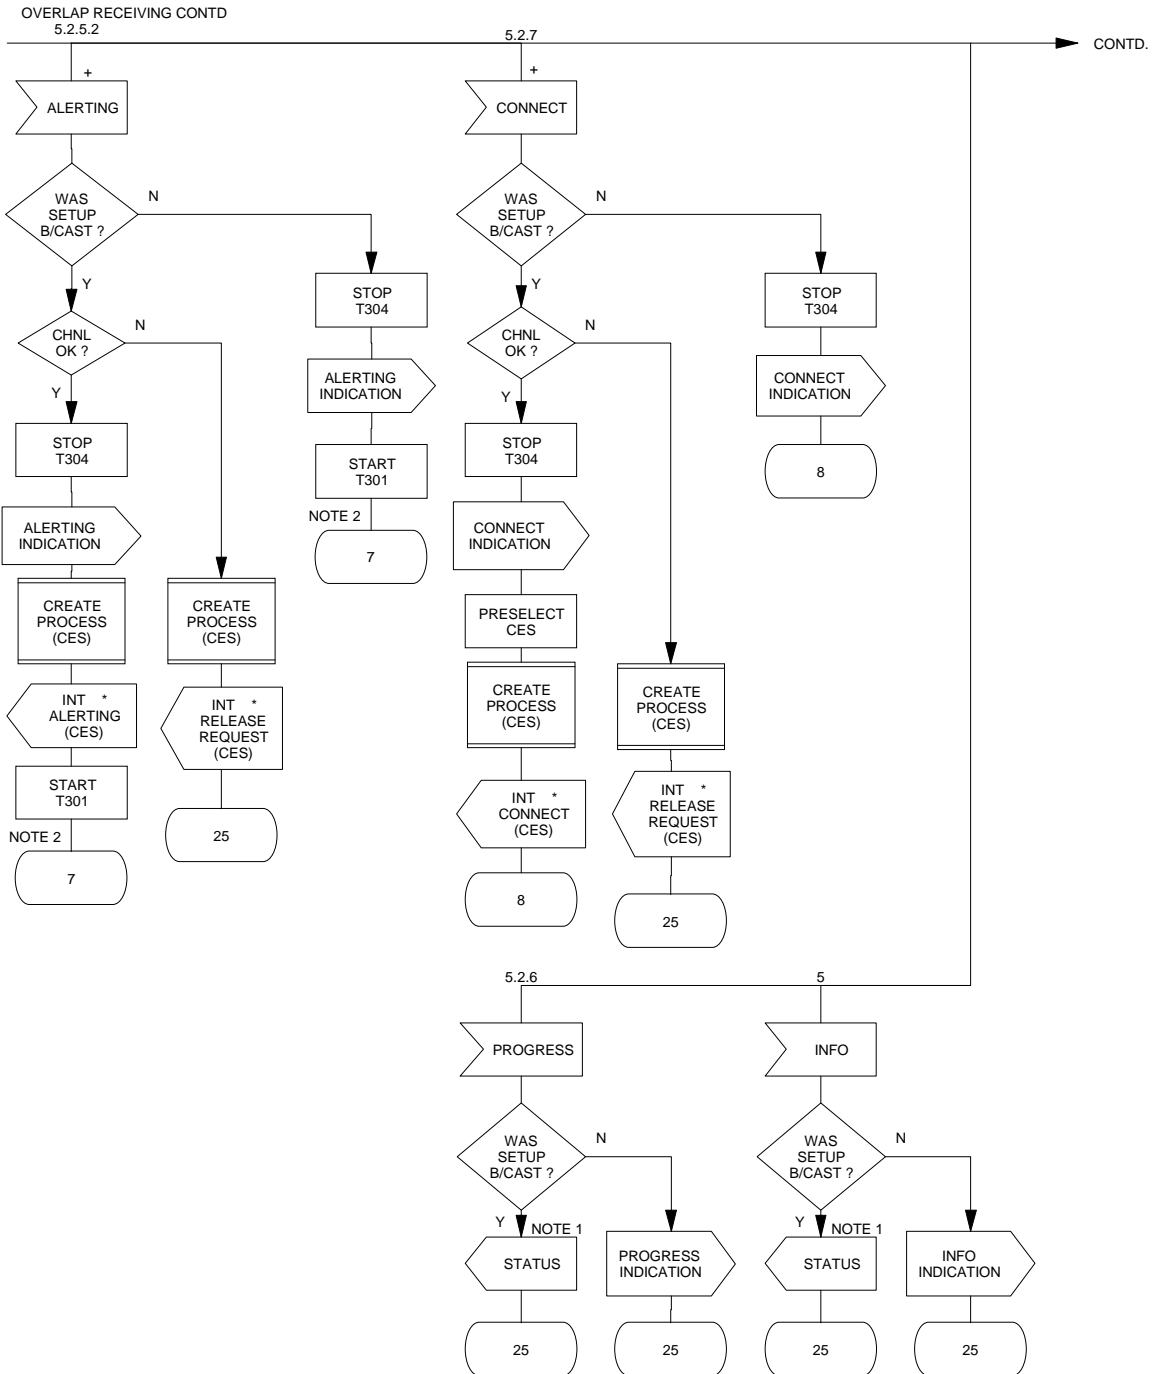 OVERLAP RECEIVING CONTD
5.2.5.2
5.2.7
CONTD.
+
ALERTING
WAS
SETUP
B/CAST ?
N
Y
STOP
T304
ALERTING
INDICATION
START
T301
NOTE 2
7
CHNL
OK ?
N
Y
STOP
T304
ALERTING
INDICATION
CREATE
PROCESS
(CES)
INT *
ALERTING
(CES)
START
T301
NOTE 2
7
CREATE
PROCESS
(CES)
INT *
RELEASE
REQUEST
(CES)
25
+
CONNECT
WAS
SETUP
B/CAST ?
N
Y
STOP
T304
CONNECT
INDICATION
8
CHNL
OK ?
N
Y
STOP
T304
CONNECT
INDICATION
PRESELECT
CES
CREATE
PROCESS
(CES)
INT *
CONNECT
(CES)
8
CREATE
PROCESS
(CES)
INT *
RELEASE
REQUEST
(CES)
25
5.2.6
PROGRESS
WAS
SETUP
B/CAST ?
N
Y
NOTE 1
STATUS
25
PROGRESS
INDICATION
25
5
INFO
WAS
SETUP
B/CAST ?
N
Y
NOTE 1
STATUS
25
INFO
INDICATION
25